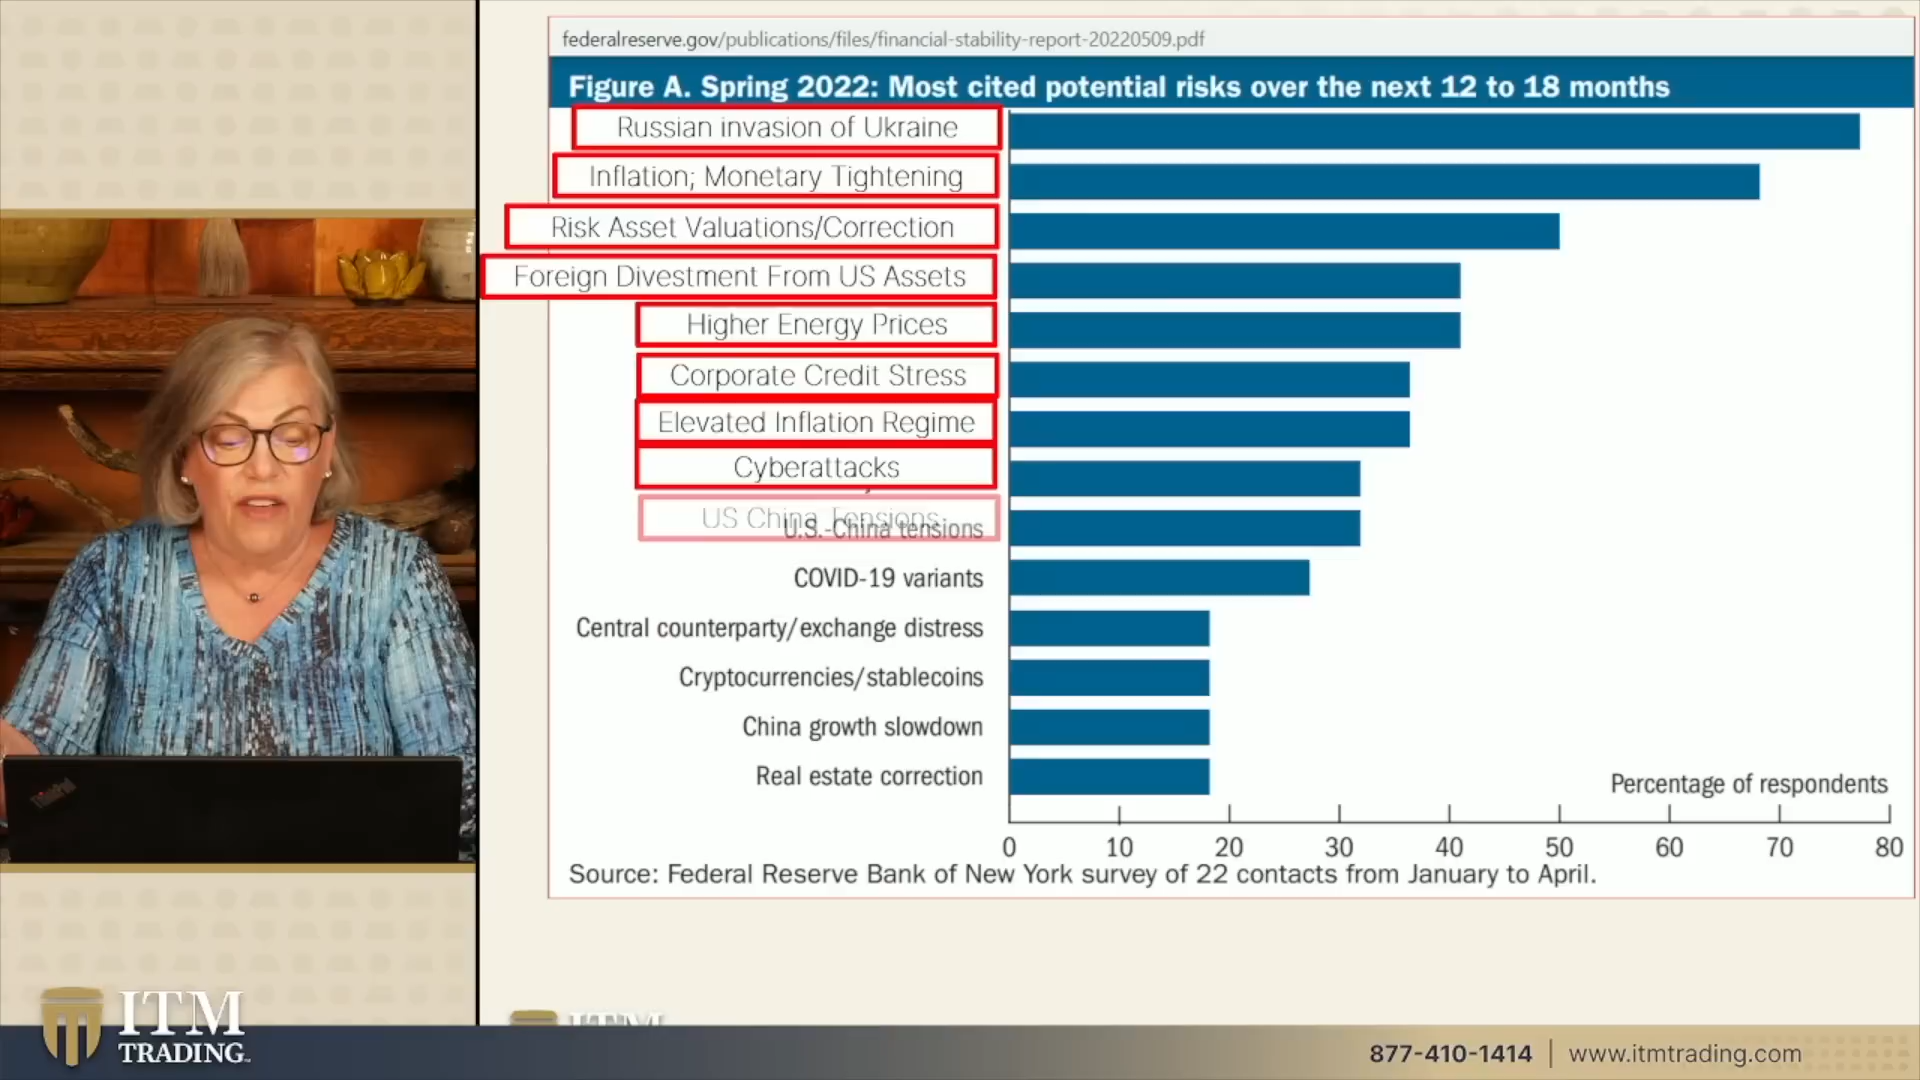 federalreserve.gov/publications/files/financial-stability-report-20220509.pdf
Figure A. Spring 2022: Most cited potential risks over the next 12 to 18 months
Russian invasion of Ukraine
Inflation; Monetary Tightening
Risk Asset Valuations/Correction
Foreign Divestment From US Assets
Higher Energy Prices
Corporate Credit Stress
Elevated Inflation Regime
Cyberattacks
US China Tensions
U.S.-China tensions
COVID-19 variants
Central counterparty/exchange distress
Cryptocurrencies/stablecoins
China growth slowdown
Real estate correction
Percentage of respondents
0 10 20 30 40 50 60 70 80
Source: Federal Reserve Bank of New York survey of 22 contacts from January to April.
ThinkPad
ITM
TRADING
ITM
877-410-1414 | www.itmtrading.com